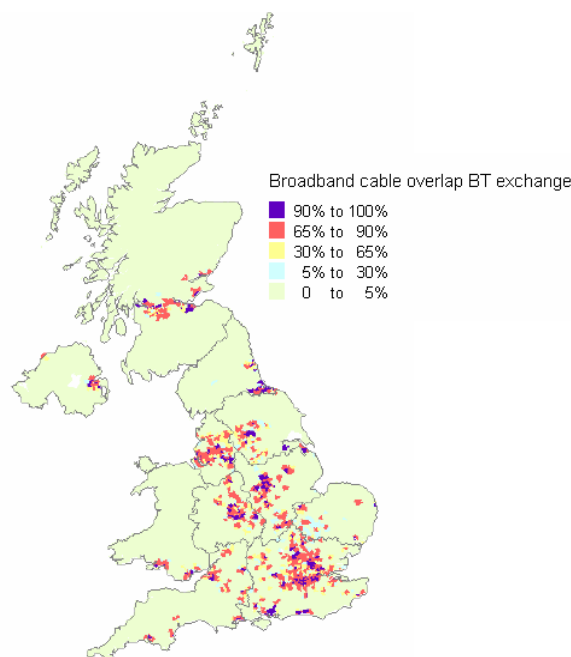 Broadband cable overlap BT exchange
90% to 100%
65% to 90%
30% to 65%
5% to 30%
0 to 5%